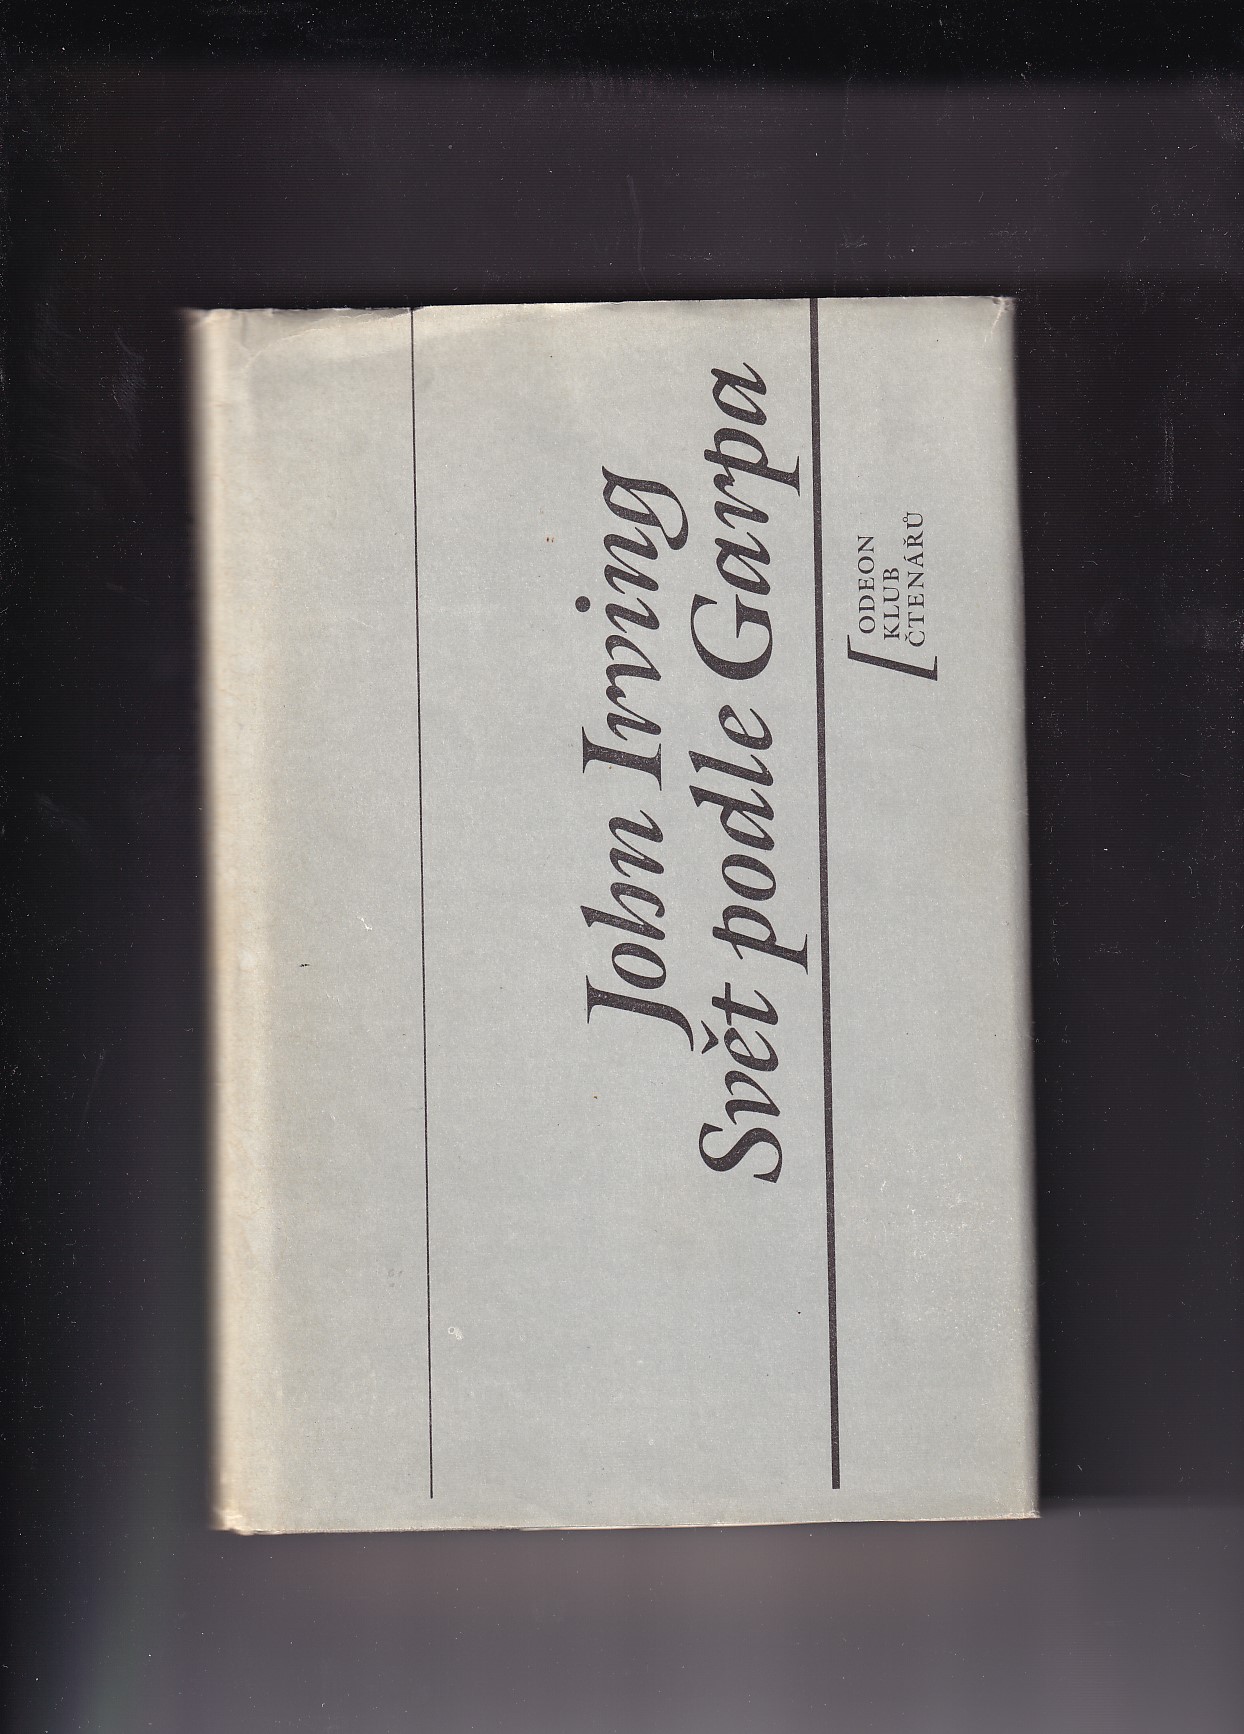 John Irving
Svět podle Garpa
ODEON
KLUB
ČTENÁŘŮ